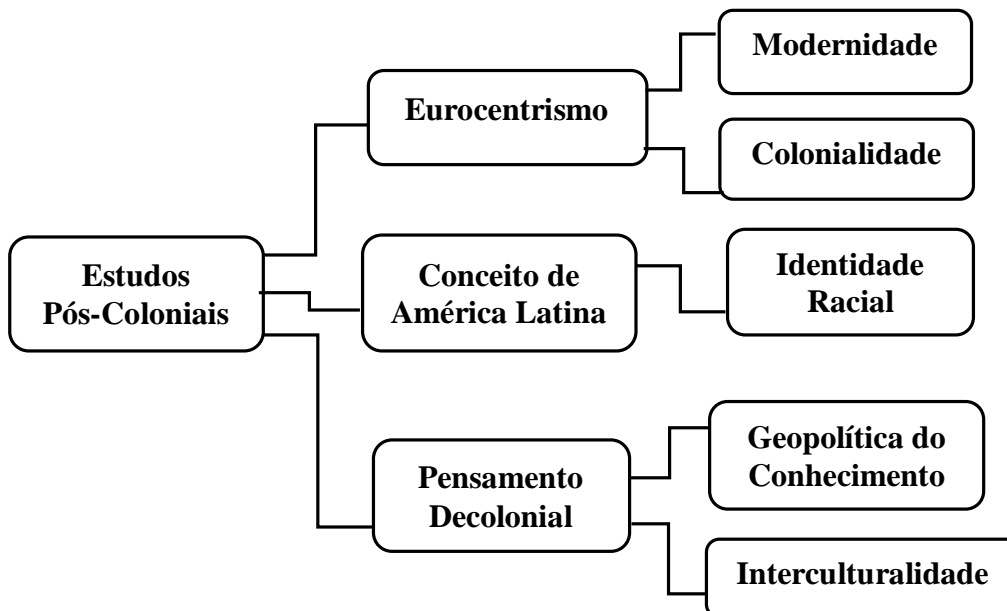 Modernidade
Eurocentrismo
Colonialidade
Estudos
Pós-Coloniais
Conceito de
América Latina
Identidade
Racial
Pensamento
Decolonial
Geopolítica do
Conhecimento
Interculturalidade